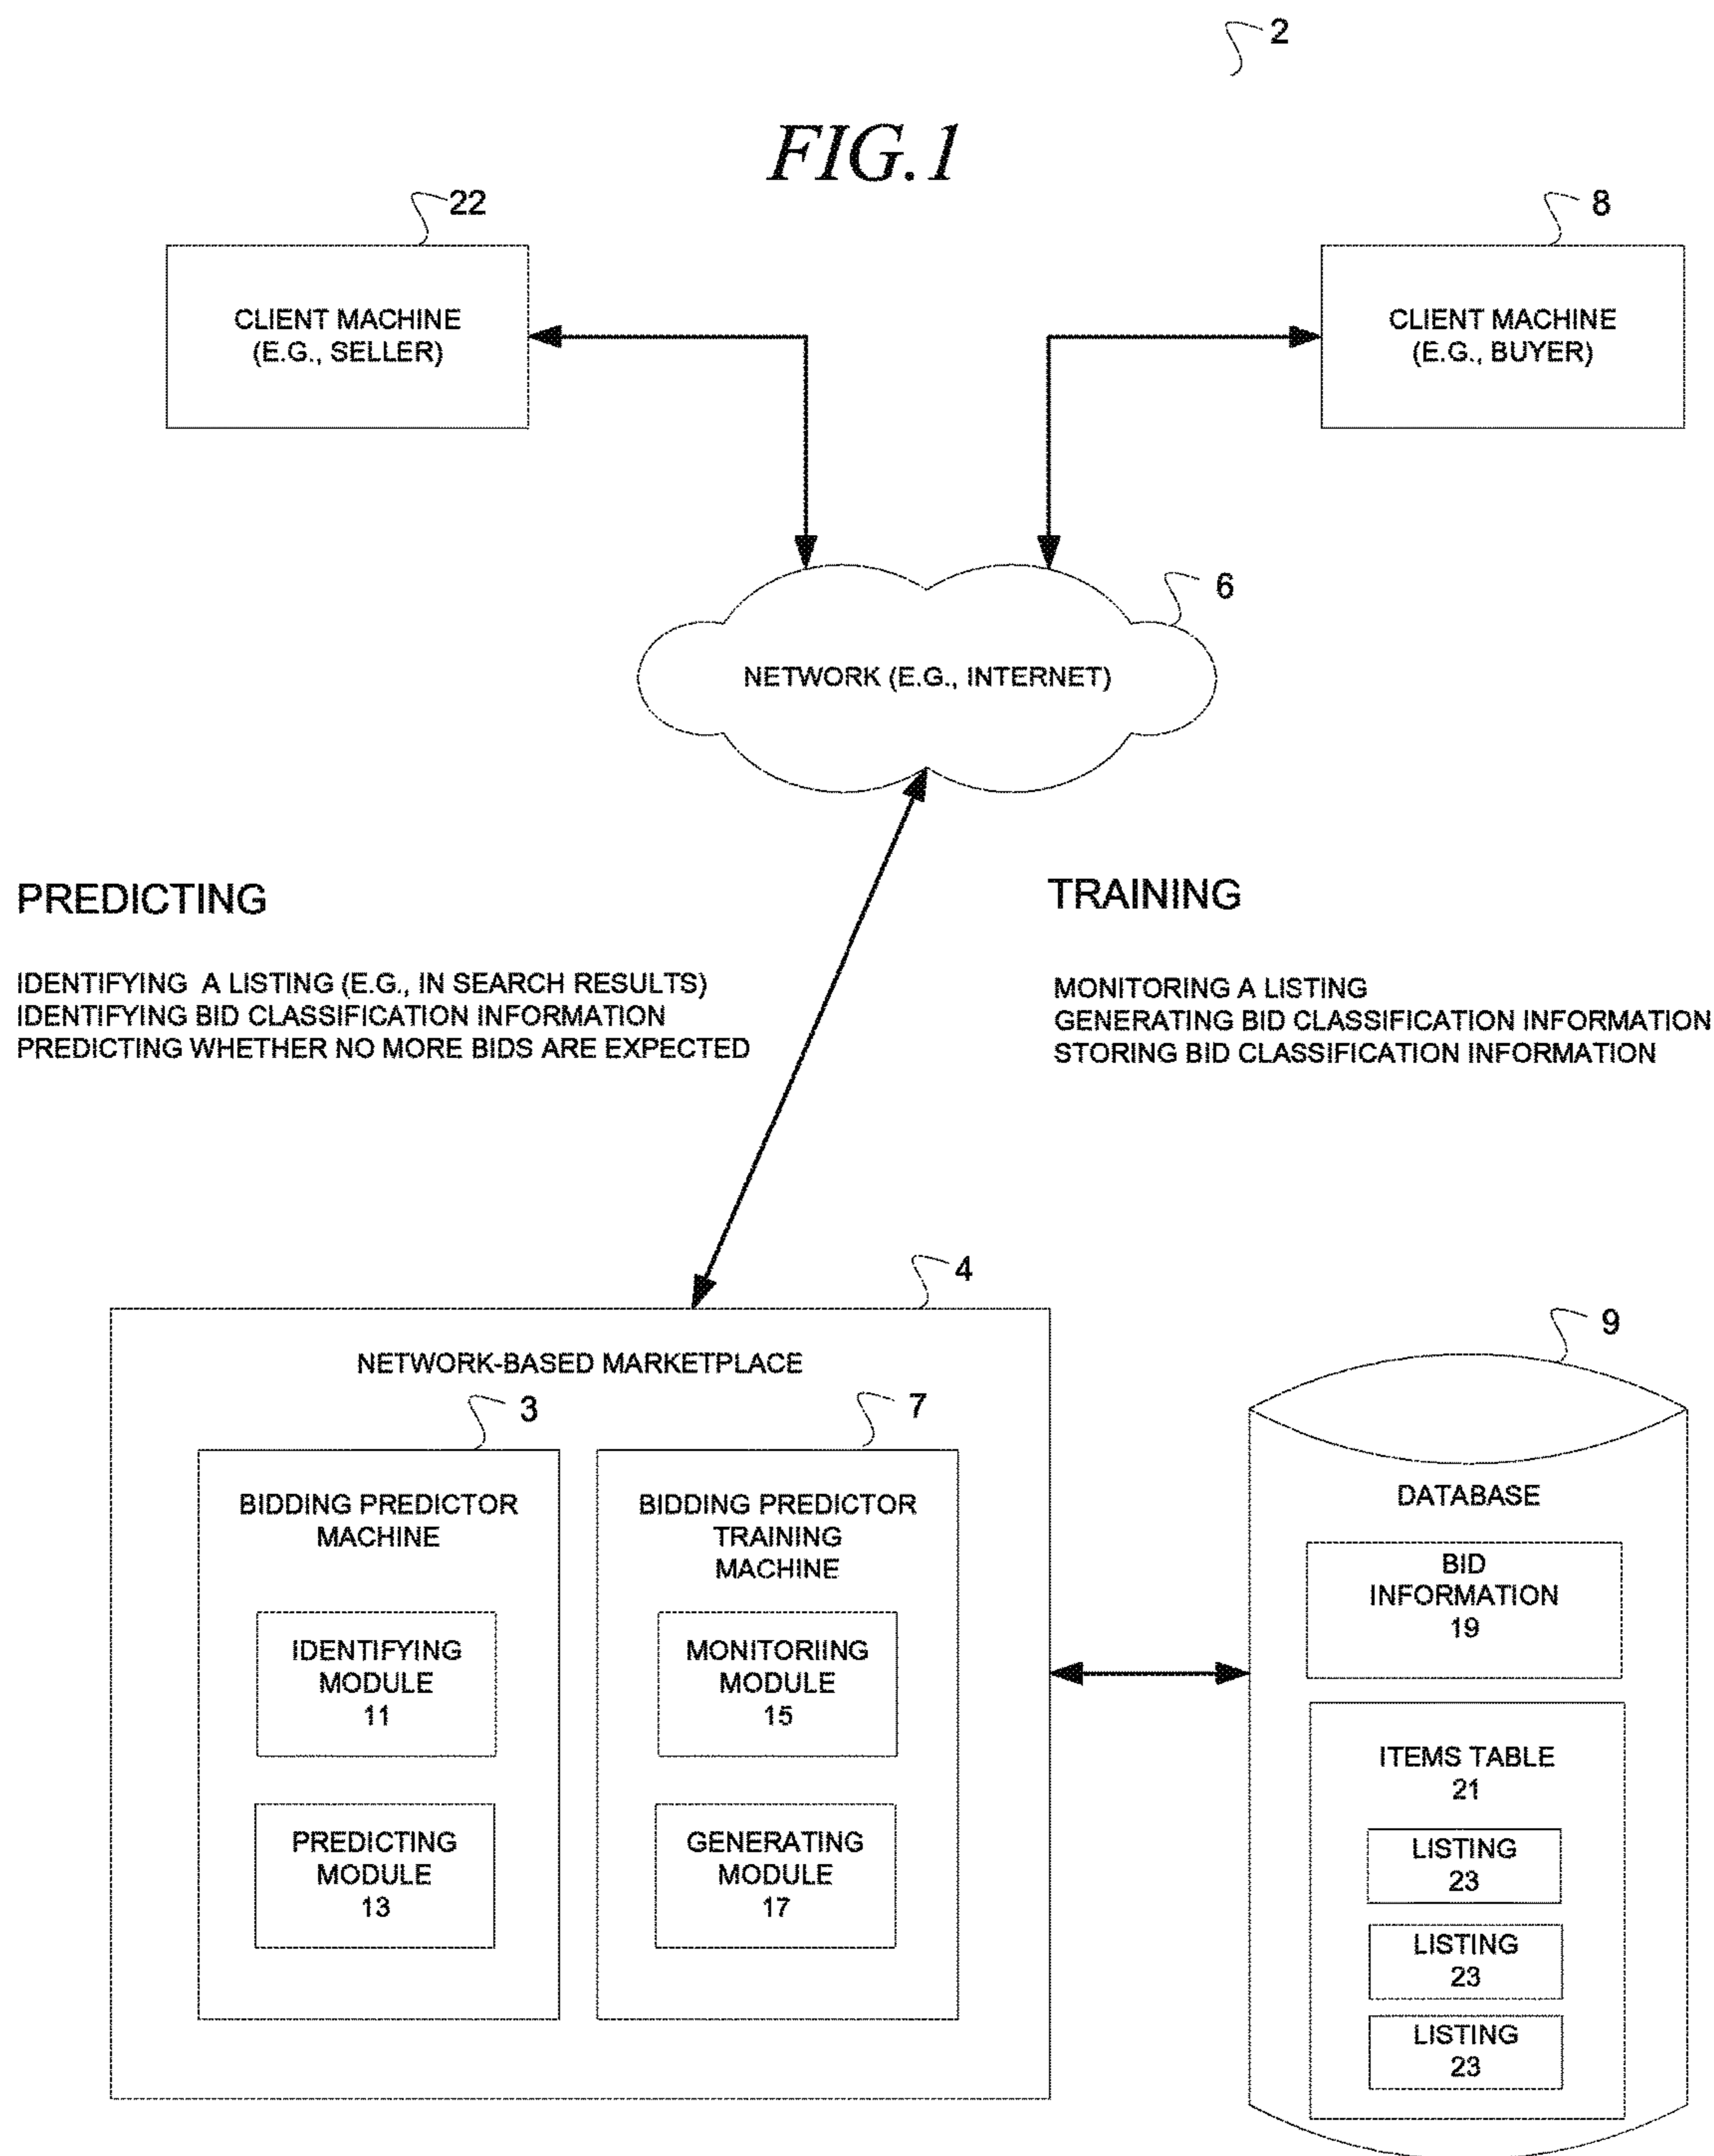 2
FIG.1
22
8
CLIENT MACHINE
(E.G., SELLER)
CLIENT MACHINE
(E.G., BUYER)
6
NETWORK (E.G., INTERNET)
PREDICTING
IDENTIFYING A LISTING (E.G., IN SEARCH RESULTS)
IDENTIFYING BID CLASSIFICATION INFORMATION
PREDICTING WHETHER NO MORE BIDS ARE EXPECTED
TRAINING
MONITORING A LISTING
GENERATING BID CLASSIFICATION INFORMATION
STORING BID CLASSIFICATION INFORMATION
4
NETWORK-BASED MARKETPLACE
3
BIDDING PREDICTOR
MACHINE
IDENTIFYING
MODULE
11
PREDICTING
MODULE
13
7
BIDDING PREDICTOR
TRAINING
MACHINE
MONITORIING
MODULE
15
GENERATING
MODULE
17
9
DATABASE
BID
INFORMATION
19
ITEMS TABLE
21
LISTING
23
LISTING
23
LISTING
23